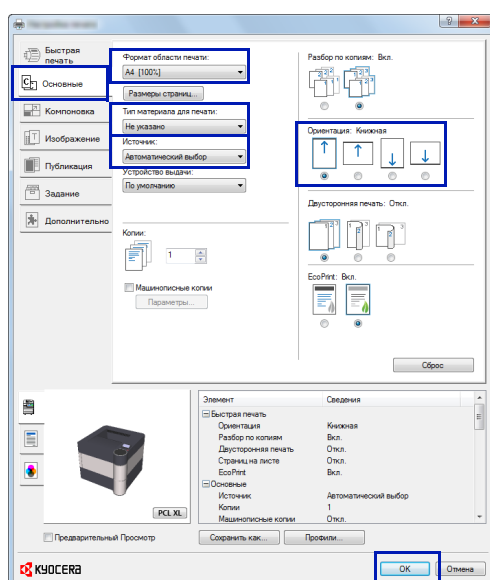 Быстрая
печать
Основные
Компоновка
Изображение
Публикация
Задание
Дополнительно
Формат области печати:
A4 [100%]
Размеры страниц...
Тип материала для печати:
Не указано
Источник:
Автоматический выбор
Устройство выдачи:
По умолчанию
Копии:
1
Машинописные копии
Параметры...
Разбор по копиям: Вкл.
Ориентация: Книжная
Двусторонняя печать: Откл.
EcoPrint: Вкл.
Сброс
PCL XL
Предварительный Просмотр
Элемент Сведения
Быстрая печать
Ориентация Книжная
Разбор по копиям Вкл.
Двусторонняя печать Откл.
Страниц на листе Откл.
EcoPrint Вкл.
Основные
Источник Автоматический выбор
Копии 1
Машинописные копии Откл.
Сохранить как... Профили...
KYOCERA
OK Отмена